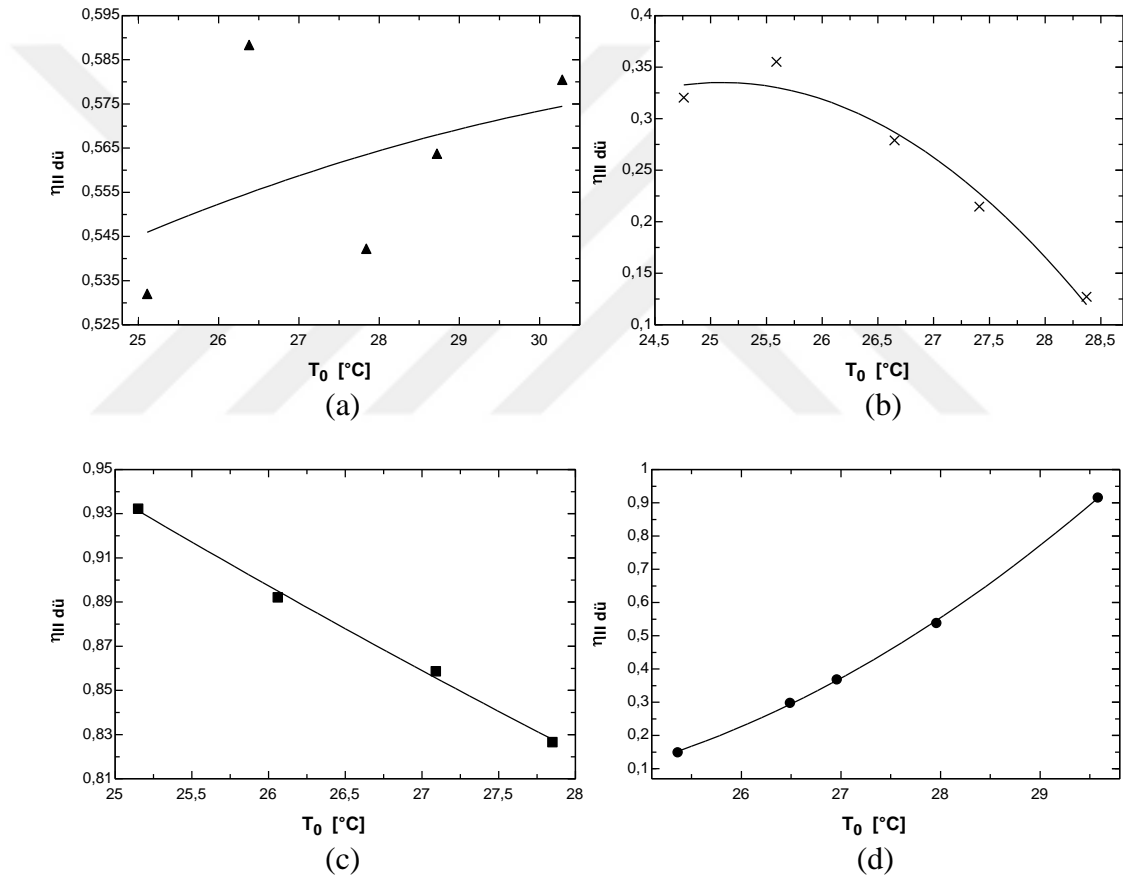 0,595
0,585
0,575
0,565
0,555
0,545
0,535
0,525
ηII dü
25 26 27 28 29 30
T0 [°C]
(a)
0,4
0,35
0,3
0,25
0,2
0,15
0,1
ηII dü
24,5 25 25,5 26 26,5 27 27,5 28 28,5
T0 [°C]
(b)
0,95
0,93
0,91
0,89
0,87
0,85
0,83
0,81
ηII dü
25 25,5 26 26,5 27 27,5 28
T0 [°C]
(c)
1
0,9
0,8
0,7
0,6
0,5
0,4
0,3
0,2
0,1
ηII dü
26 27 28 29
T0 [°C]
(d)